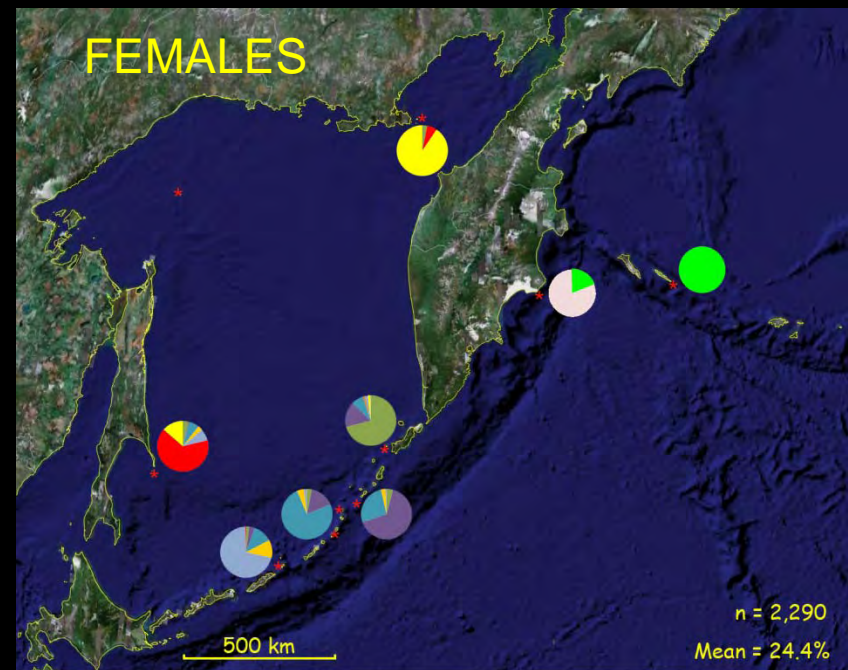 FEMALES
500 km
n = 2,290
Mean = 24.4%